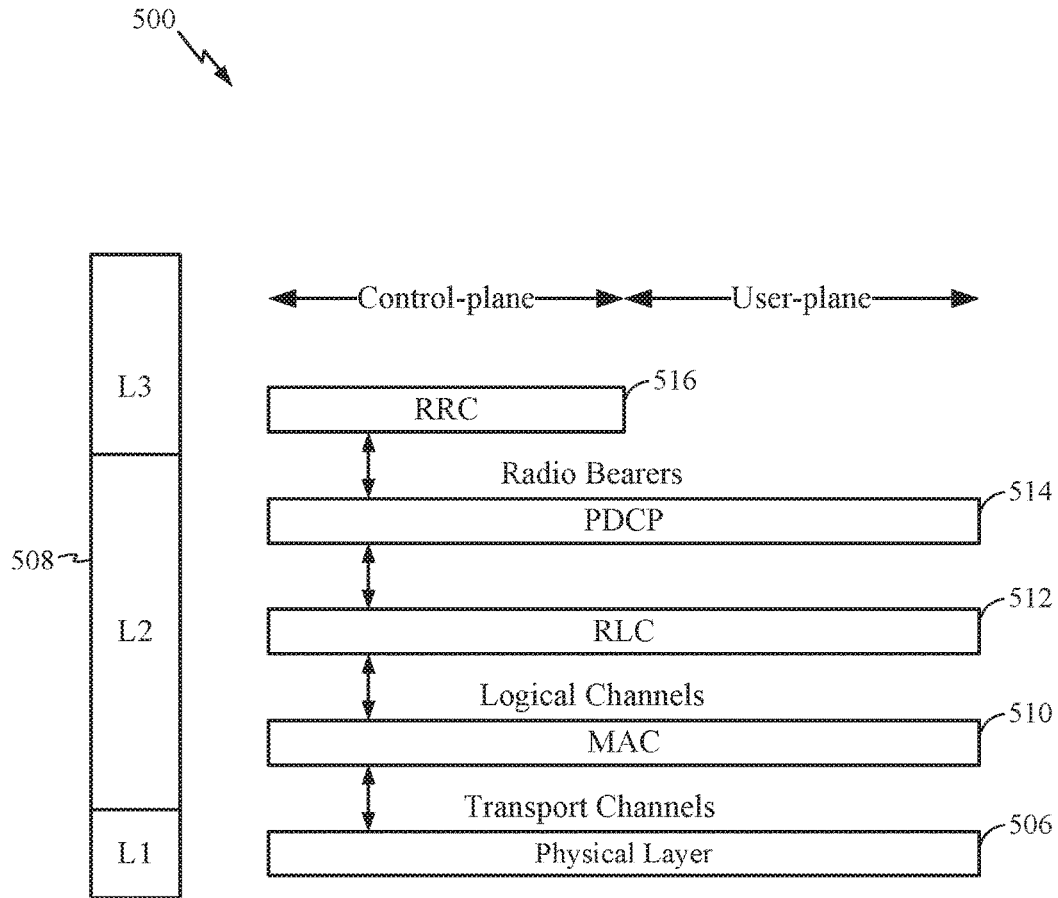 500
Control-plane User-plane
L3
516
RRC
Radio Bearers
514
PDCP
508
512
L2
RLC
Logical Channels
510
MAC
Transport Channels
506
L1
Physical Layer